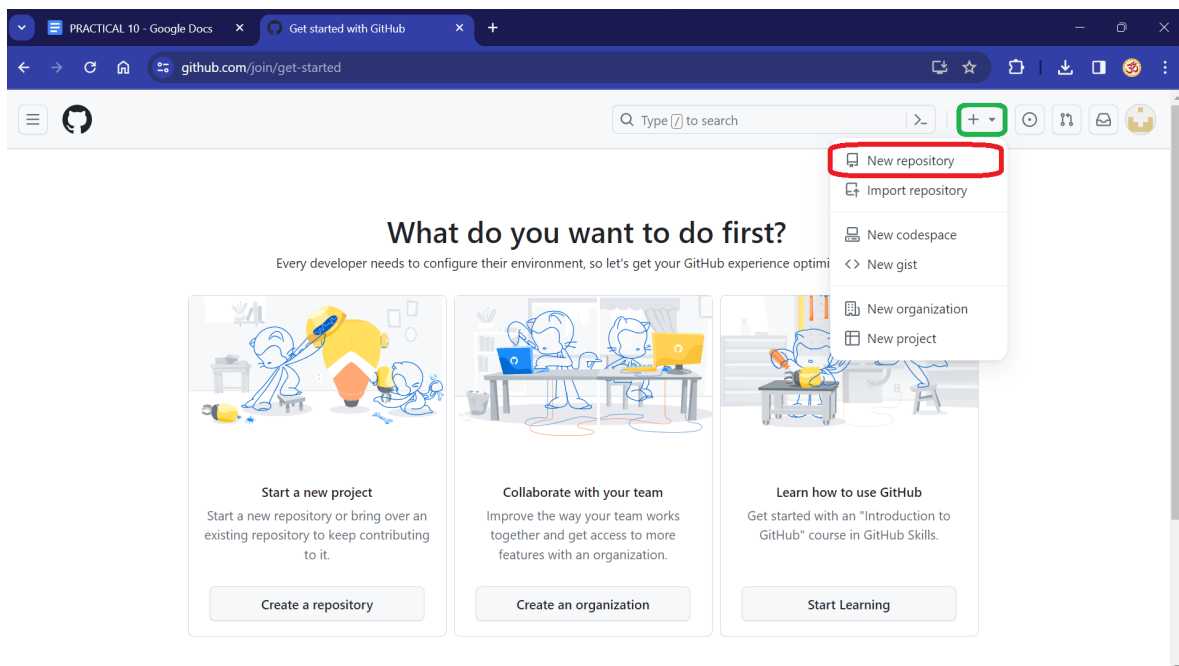 PRACTICAL 10 - Google Docs
Get started with GitHub
github.com/join/get-started
Type / to search
New repository
Import repository
New codespace
New gist
New organization
New project
What do you want to do first?
Every developer needs to configure their environment, so let's get your GitHub experience optimi
Start a new project
Start a new repository or bring over an
existing repository to keep contributing
to it.
Create a repository
Collaborate with your team
Improve the way your team works
together and get access to more
features with an organization.
Create an organization
Learn how to use GitHub
Get started with an "Introduction to
GitHub" course in GitHub Skills.
Start Learning